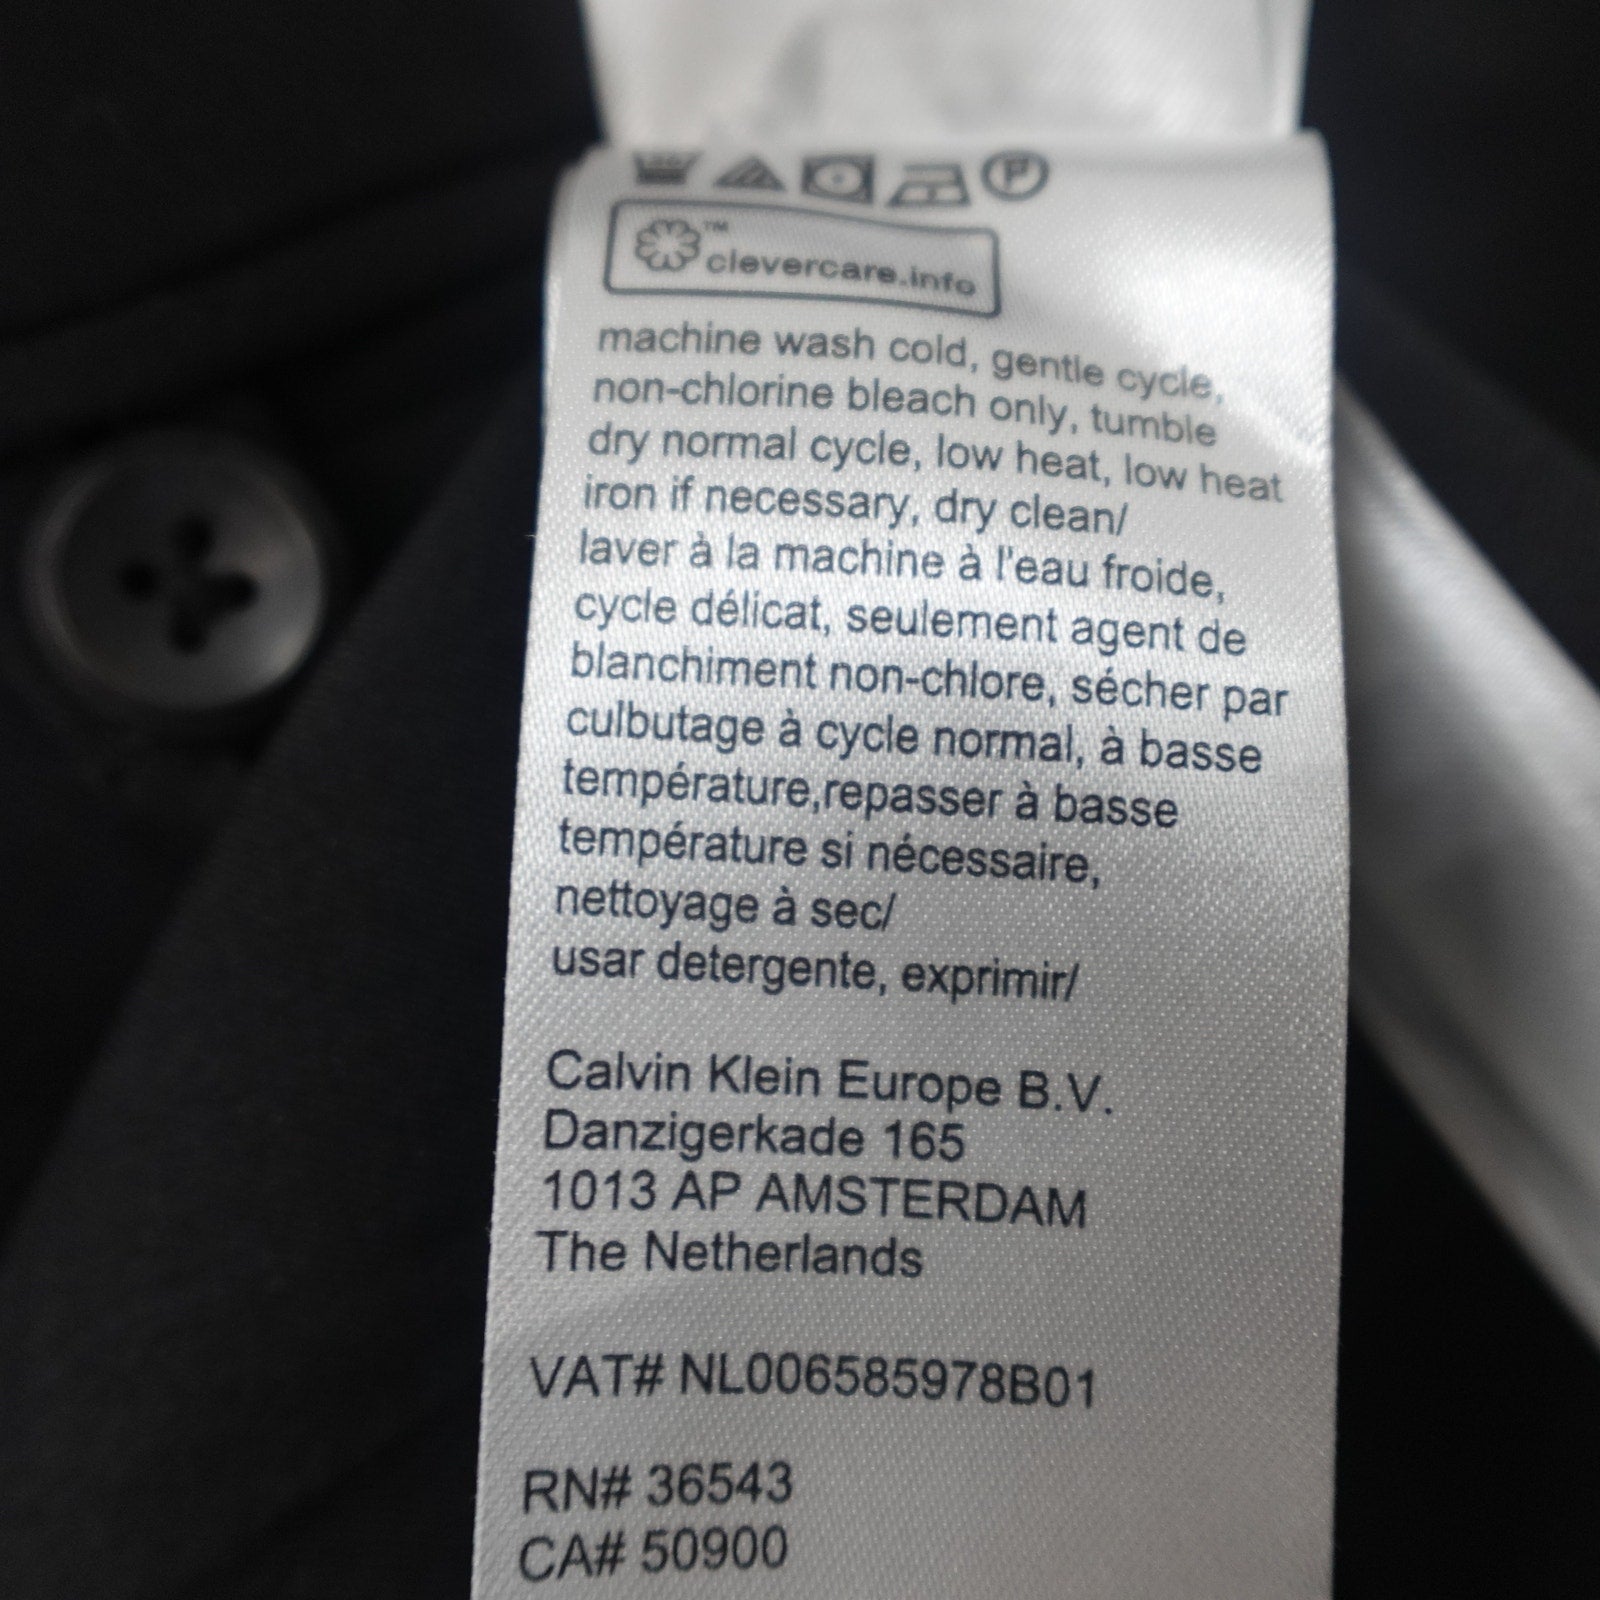 P
™
clevercare.info
machine wash cold, gentle cycle,
non-chlorine bleach only, tumble
dry normal cycle, low heat, low heat
iron if necessary, dry clean/
laver à la machine à l'eau froide,
cycle délicat, seulement agent de
blanchiment non-chlore, sécher par
culbutage à cycle normal, à basse
température,repasser à basse
température si nécessaire,
nettoyage à sec/
usar detergente, exprimir/
Calvin Klein Europe B.V.
Danzigerkade 165
1013 AP AMSTERDAM
The Netherlands
VAT# NL006585978B01
RN# 36543
CA# 50900